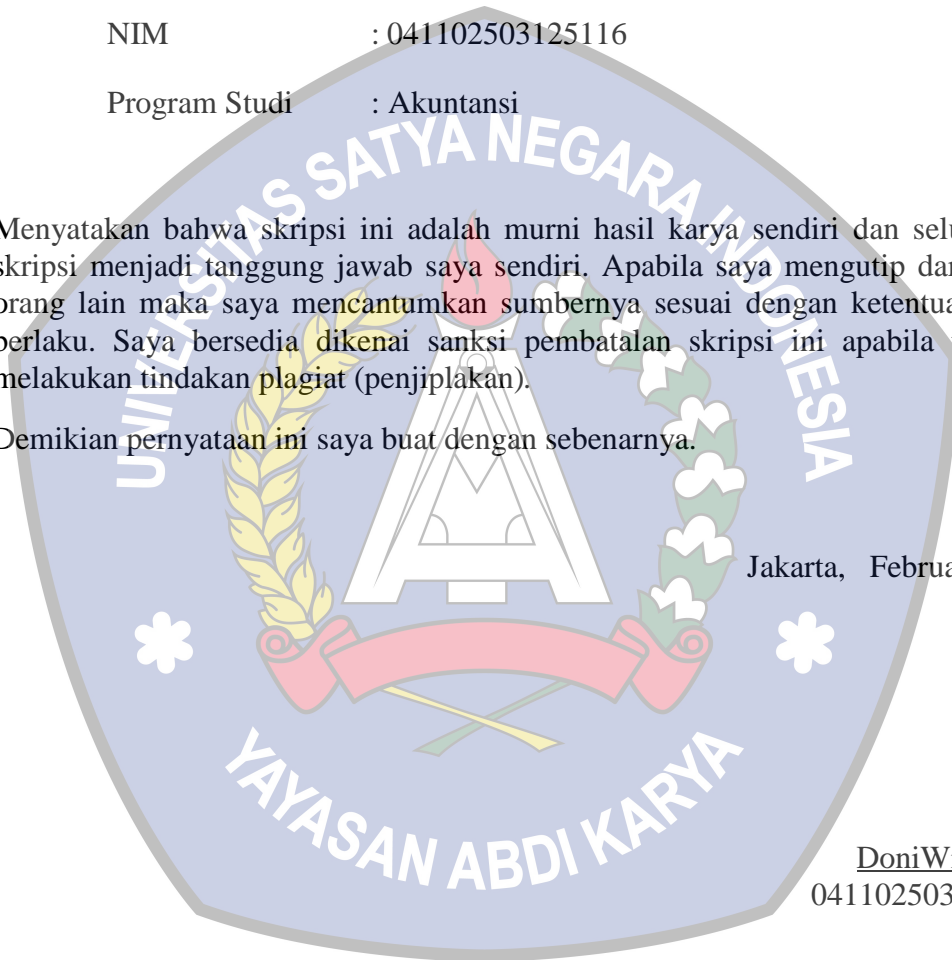 NIM : 041102503125116
Program Studi : Akuntansi
UNIVERSITAS SATYA NEGARA INDONESIA
Menyatakan bahwa skripsi ini adalah murni hasil karya sendiri dan selu
skripsi menjadi tanggung jawab saya sendiri. Apabila saya mengutip dar
orang lain maka saya mencantumkan sumbernya sesuai dengan ketentua
berlaku. Saya bersedia dikenai sanksi pembatalan skripsi ini apabila
melakukan tindakan plagiat (penjiplakan).
Demikian pernyataan ini saya buat dengan sebenarnya.
Jakarta, Februa
YAYASAN ABDI KARYA
DoniWi
041102503